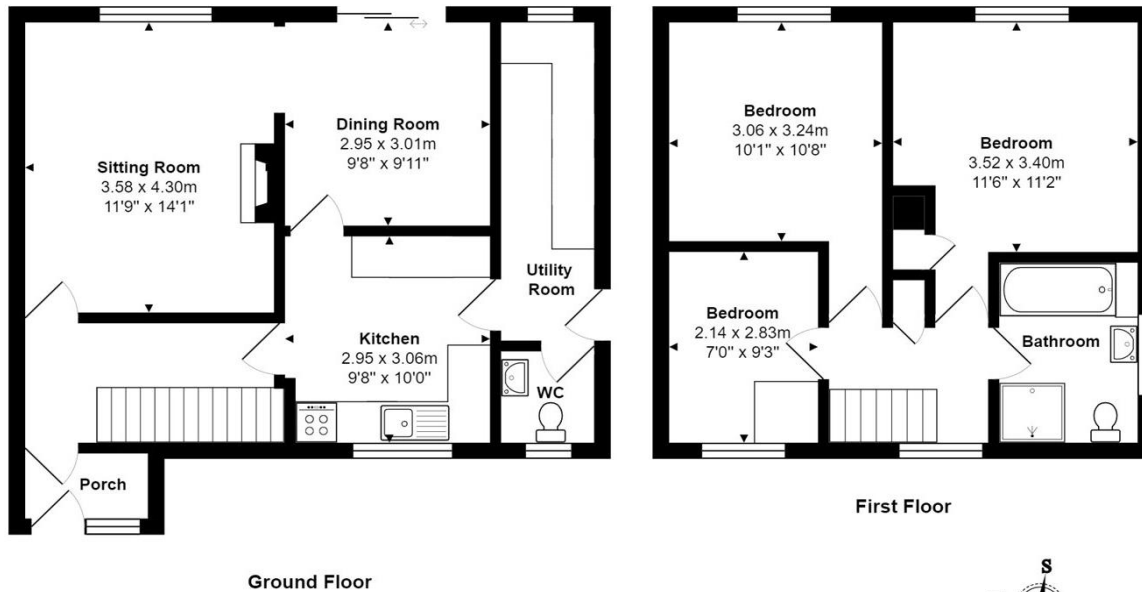 Sitting Room
3.58 x 4.30m
11'9" x 14'1"
Dining Room
2.95 x 3.01m
9'8" x 9'11"
Kitchen
2.95 x 3.06m
9'8" x 10'0"
Utility
Room
WC
Porch
Ground Floor
Bedroom
3.06 x 3.24m
10'1" x 10'8"
Bedroom
3.52 x 3.40m
11'6" x 11'2"
Bedroom
2.14 x 2.83m
7'0" x 9'3"
Bathroom
First Floor
S